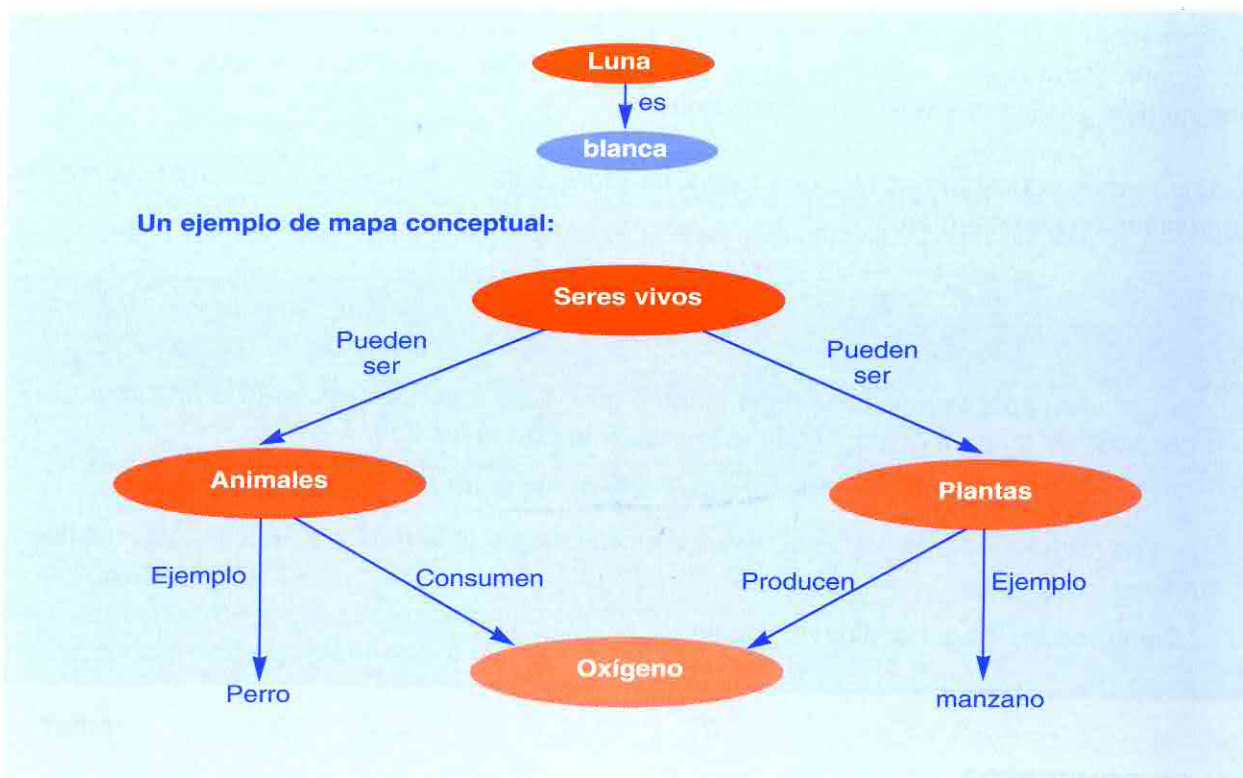 Luna
es
blanca
Un ejemplo de mapa conceptual:
Seres vivos
Pueden
ser
Pueden
ser
Animales
Plantas
Ejemplo
Consumen
Producen
Ejemplo
Oxígeno
Perro
manzano